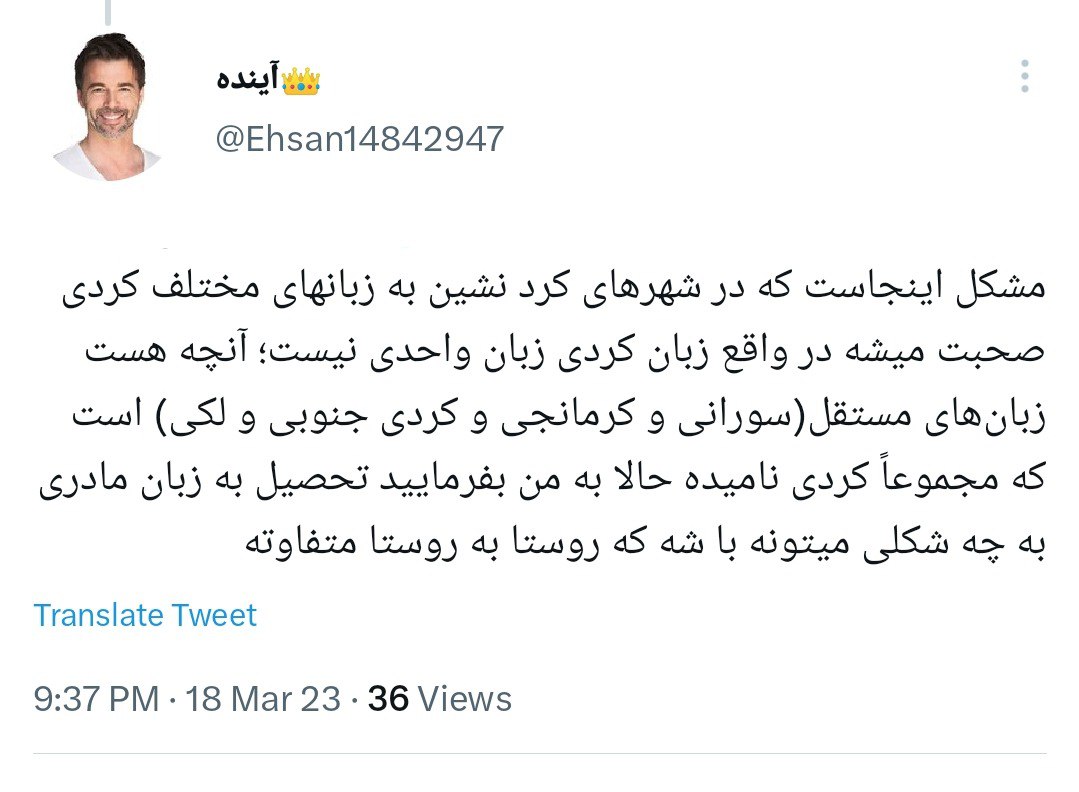 آینده👑
@Ehsan14842947
مشکل اینجاست که در شهرهای کرد نشین به زبانهای مختلف کردی
صحبت میشه در واقع زبان کردی زبان واحدی نیست؛ آنچه هست
زبان‌های مستقل(سورانی و کرمانجی و کردی جنوبی و لکی) است
که مجموعاً کردی نامیده حالا به من بفرمایید تحصیل به زبان مادری
به چه شکلی میتونه با شه که روستا به روستا متفاوته
Translate Tweet
9:37 PM · 18 Mar 23 · 36 Views